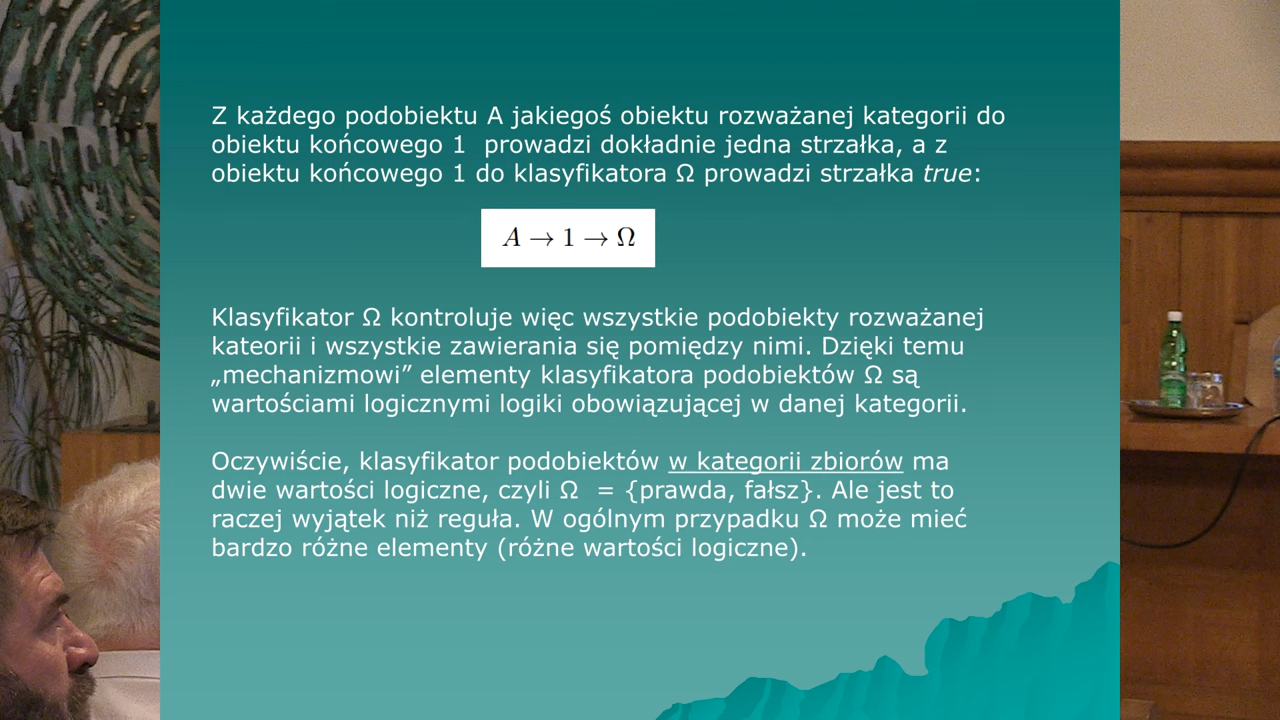 Z każdego podobiektu A jakiegoś obiektu rozważanej kategorii do
obiektu końcowego 1 prowadzi dokładnie jedna strzałka, a z
obiektu końcowego 1 do klasyfikatora Ω prowadzi strzałka true:
A → 1 → Ω
Klasyfikator Ω kontroluje więc wszystkie podobiekty rozważanej
kateorii i wszystkie zawierania się pomiędzy nimi. Dzięki temu
„mechanizmowi” elementy klasyfikatora podobiektów Ω są
wartościami logicznymi logiki obowiązującej w danej kategorii.
Oczywiście, klasyfikator podobiektów w kategorii zbiorów ma
dwie wartości logiczne, czyli Ω = {prawda, fałsz}. Ale jest to
raczej wyjątek niż reguła. W ogólnym przypadku Ω może mieć
bardzo różne elementy (różne wartości logiczne).